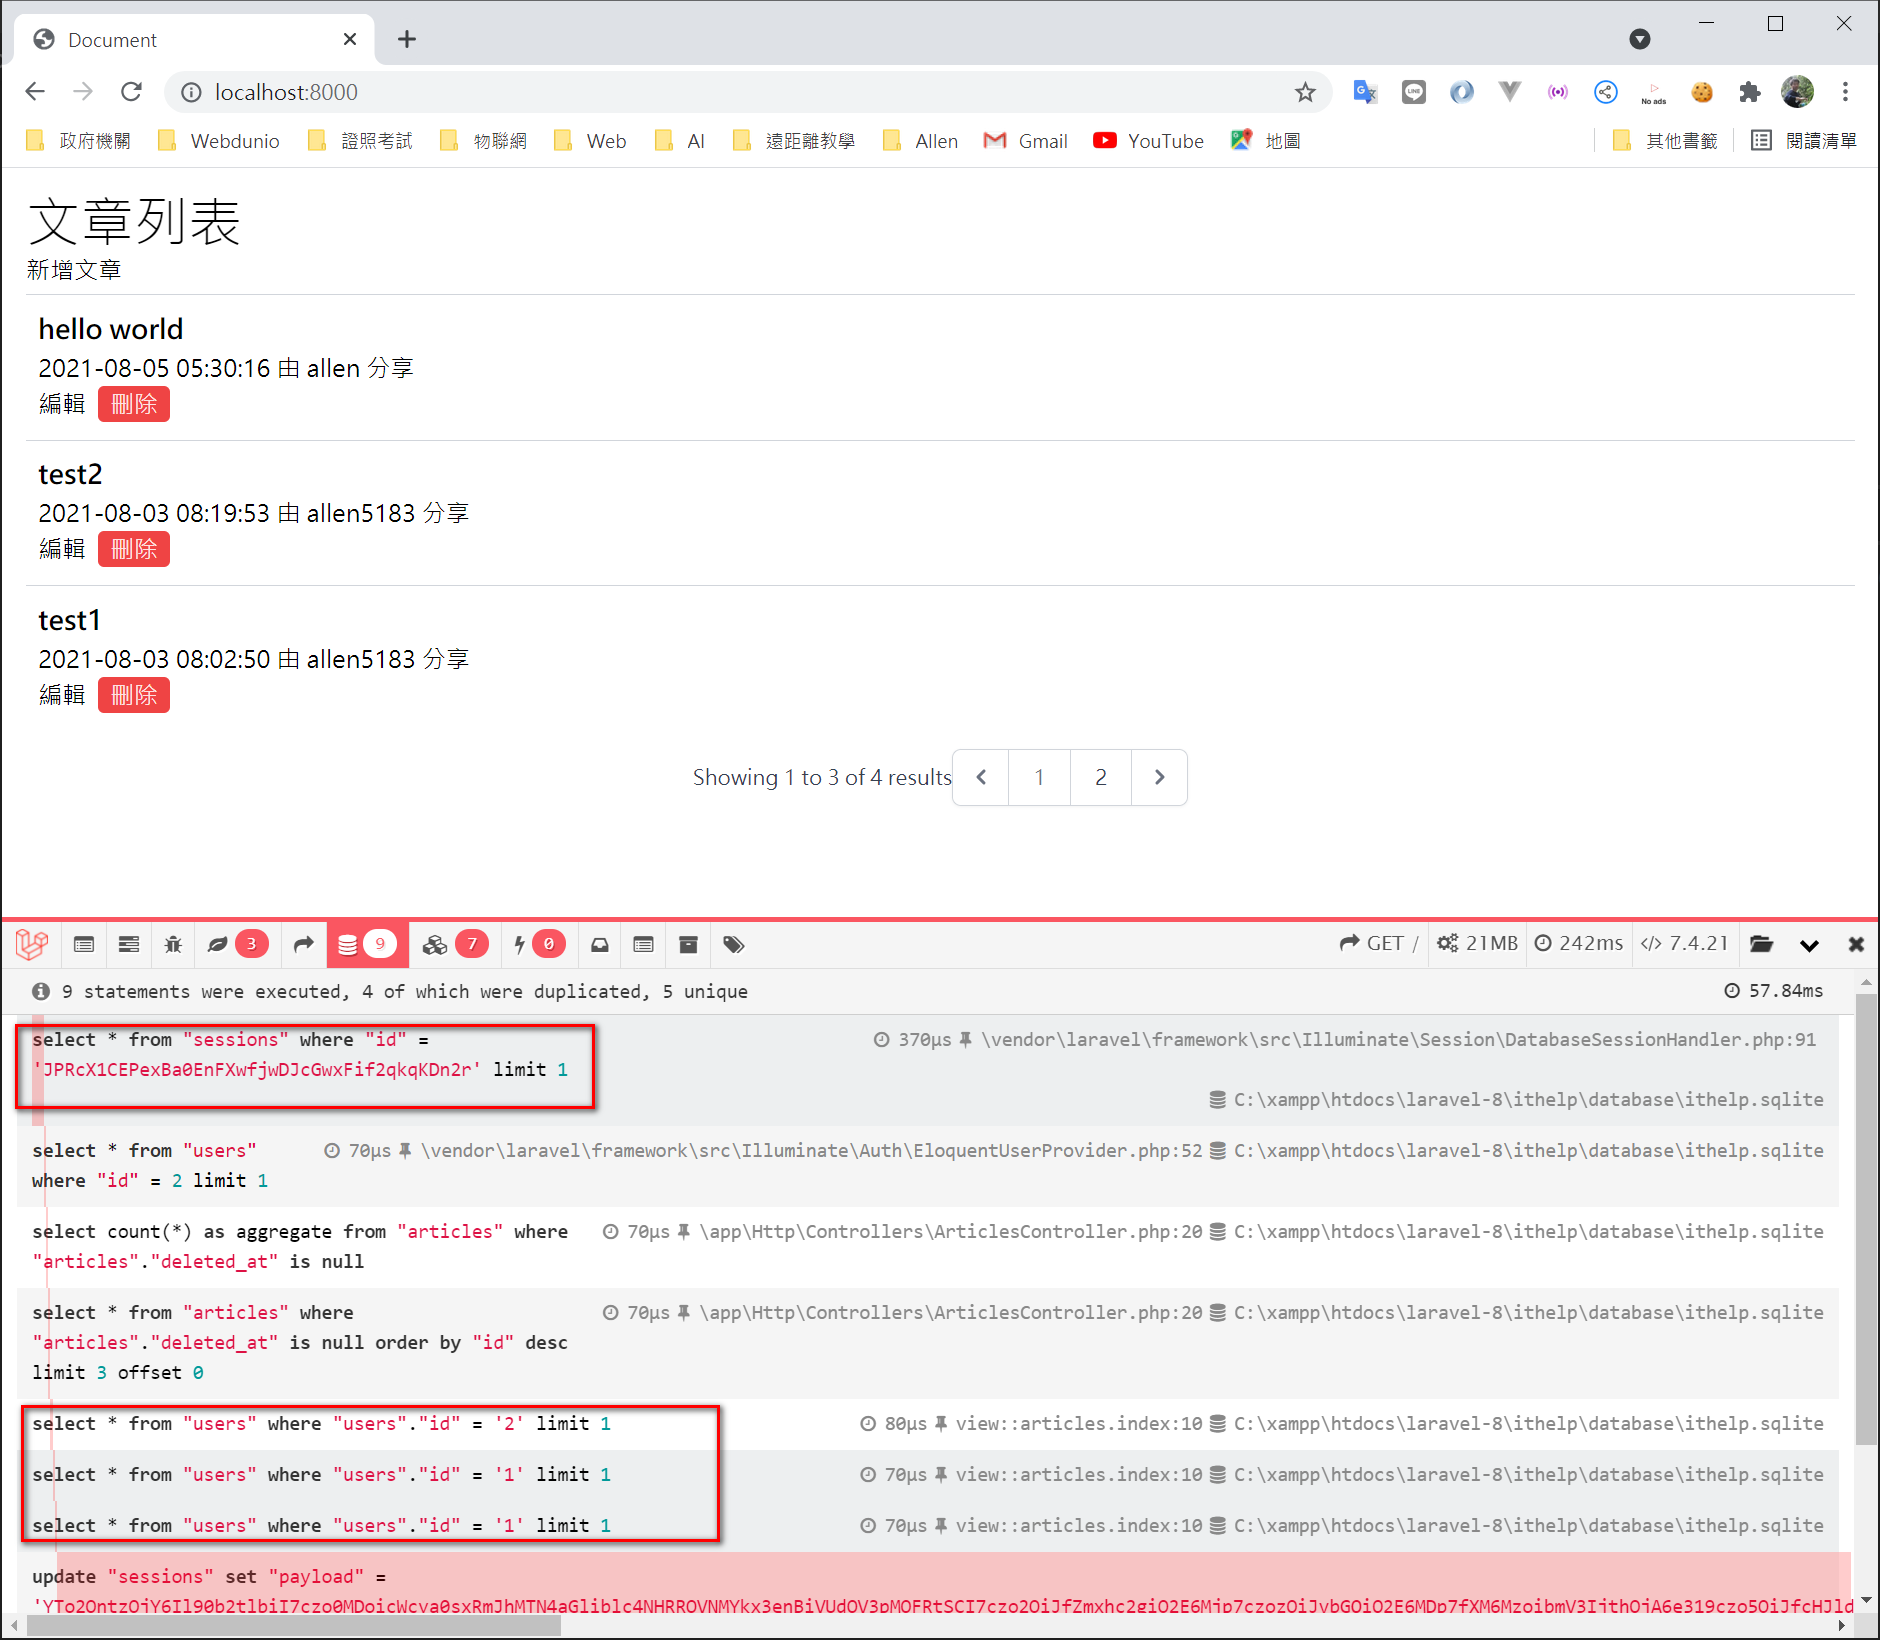 Document
localhost:8000
No ads
政府機關 Webdunio 證照考試 物聯網 Web AI 遠距離教學 Allen Gmail YouTube 地圖 其他書籤 閱讀清單
文章列表
新增文章
hello world
2021-08-05 05:30:16 由 allen 分享
編輯 刪除
test2
2021-08-03 08:19:53 由 allen5183 分享
編輯 刪除
test1
2021-08-03 08:02:50 由 allen5183 分享
編輯 刪除
Showing 1 to 3 of 4 results 1 2
3 9 7 0 GET / 21MB 242ms 7.4.21
9 statements were executed, 4 of which were duplicated, 5 unique 57.84ms
select * from "sessions" where "id" = 370μs \vendor\laravel\framework\src\Illuminate\Session\DatabaseSessionHandler.php:91
'JPRcX1CEPexBa0EnFXwfjwDJcGwxFif2qkqKDn2r' limit 1
C:\xampp\htdocs\laravel-8\ithelp\database\ithelp.sqlite
select * from "users" 70μs \vendor\laravel\framework\src\Illuminate\Auth\EloquentUserProvider.php:52 C:\xampp\htdocs\laravel-8\ithelp\database\ithelp.sqlite
where "id" = 2 limit 1
select count(*) as aggregate from "articles" where 70μs \app\Http\Controllers\ArticlesController.php:20 C:\xampp\htdocs\laravel-8\ithelp\database\ithelp.sqlite
"articles"."deleted_at" is null
select * from "articles" where 70μs \app\Http\Controllers\ArticlesController.php:20 C:\xampp\htdocs\laravel-8\ithelp\database\ithelp.sqlite
"articles"."deleted_at" is null order by "id" desc
limit 3 offset 0
select * from "users" where "users"."id" = '2' limit 1 80μs view::articles.index:10 C:\xampp\htdocs\laravel-8\ithelp\database\ithelp.sqlite
select * from "users" where "users"."id" = '1' limit 1 70μs view::articles.index:10 C:\xampp\htdocs\laravel-8\ithelp\database\ithelp.sqlite
select * from "users" where "users"."id" = '1' limit 1 70μs view::articles.index:10 C:\xampp\htdocs\laravel-8\ithelp\database\ithelp.sqlite
update "sessions" set "payload" =